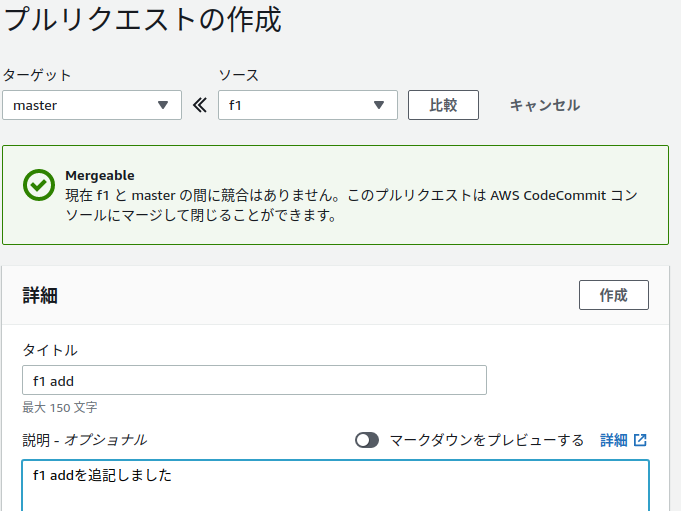 プルリクエストの作成
ターゲット
ソース
master
f1
比較
キャンセル
Mergeable
現在 f1 と master の間に競合はありません。このプルリクエストは AWS CodeCommit コン
ソールにマージして閉じることができます。
詳細
作成
タイトル
f1 add
最大 150 文字
説明 - オプショナル
マークダウンをプレビューする
詳細
f1 addを追記しました